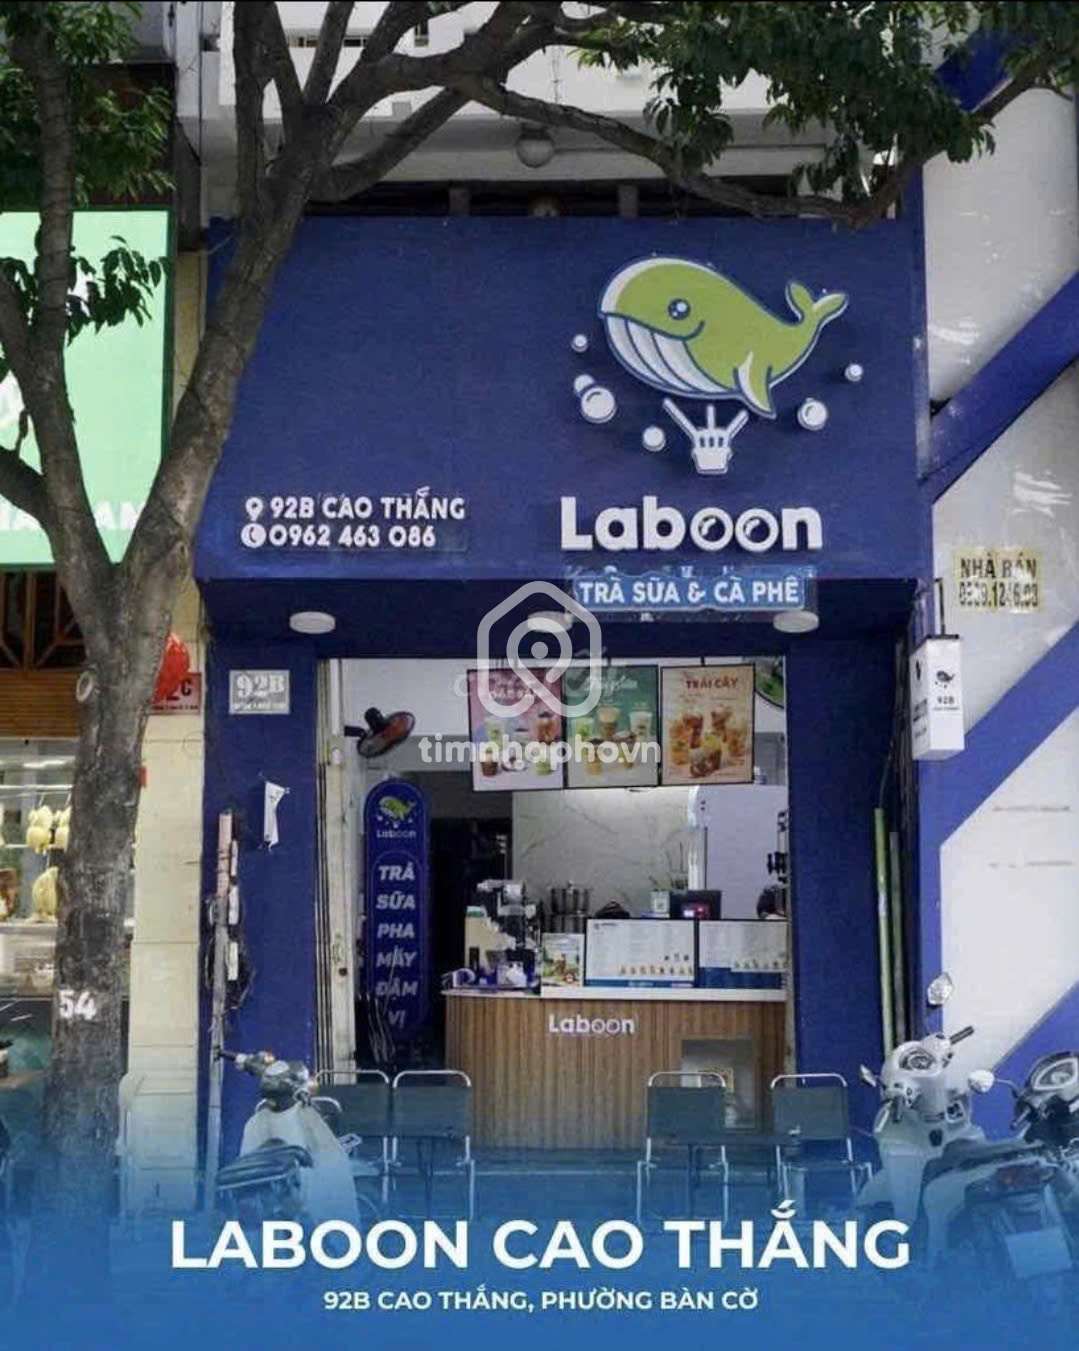 92B CAO THẮNG
0962 463 086
Laboon
TRÀ SỮA & CÀ PHÊ
NHÀ BÁN
92B
92B
timnhaphovn
TRÁI CÂY
Laboon
TRÀ
SỮA
PHA
MÁY
ĐẬM
VỊ
Laboon
54
LABOON CAO THẮNG
92B CAO THẮNG, PHƯỜNG BÀN CỜ